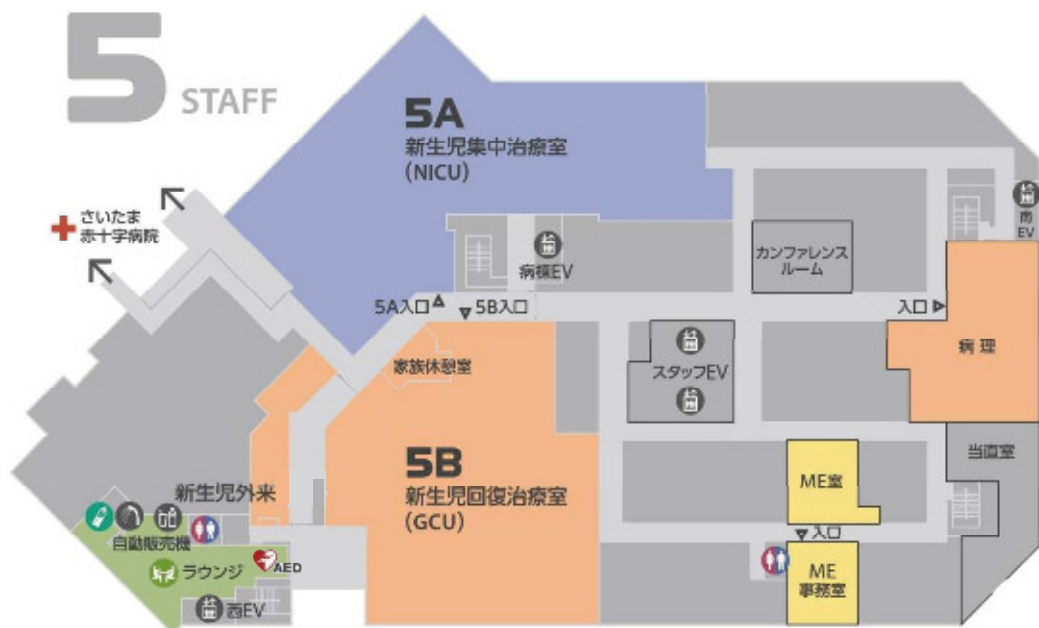 5
STAFF
5A
新生児集中治療室
(NICU)
さいたま
赤十字病院
南
EV
病棟EV
カンファレンス
ルーム
5A入口
5B入口
入口
病理
家族休憩室
スタッフEV
5B
新生児回復治療室
(GCU)
当直室
ME室
新生児外来
自動販売機
入口
ラウンジ
AED
ME
事務室
西EV